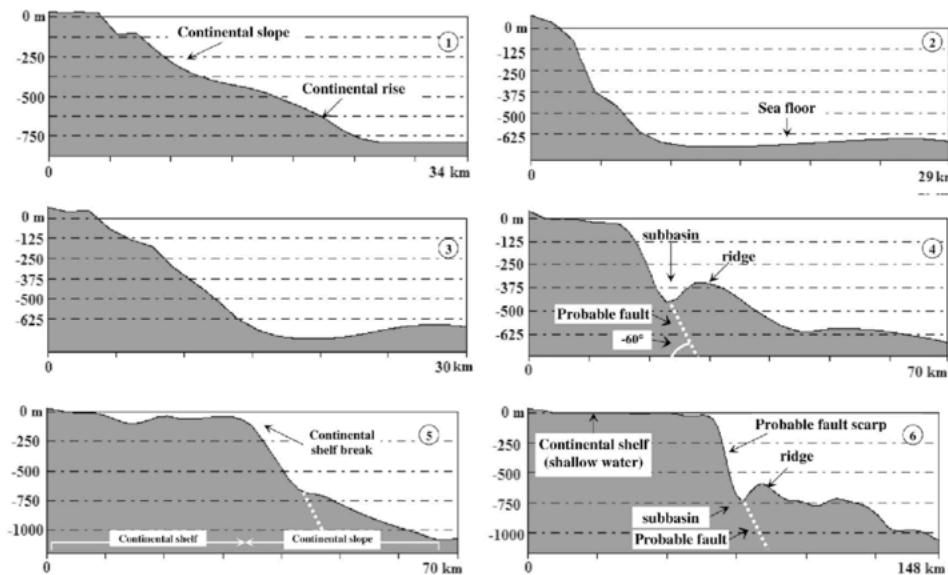 0 m
-250
-500
-750
0
34 km
Continental slope
Continental rise
1
0 m
-125
-250
-375
-500
-625
0
29 km
Sea floor
2
0 m
-125
-250
-375
-500
-625
0
30 km
3
0 m
-125
-250
-375
-500
-625
0
70 km
subbasin
ridge
Probable fault
-60°
4
0 m
-250
-500
-750
-1000
0
70 km
Continental
shelf break
Continental shelf
Continental slope
5
0 m
-250
-500
-750
-1000
0
148 km
Continental shelf
(shallow water)
Probable fault scarp
ridge
subbasin
Probable fault
6